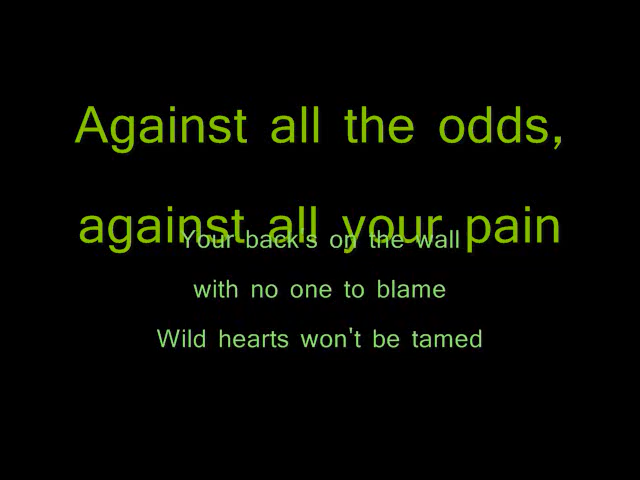 Against all the odds,
against all your pain
Your back's on the wall
with no one to blame
Wild hearts won't be tamed